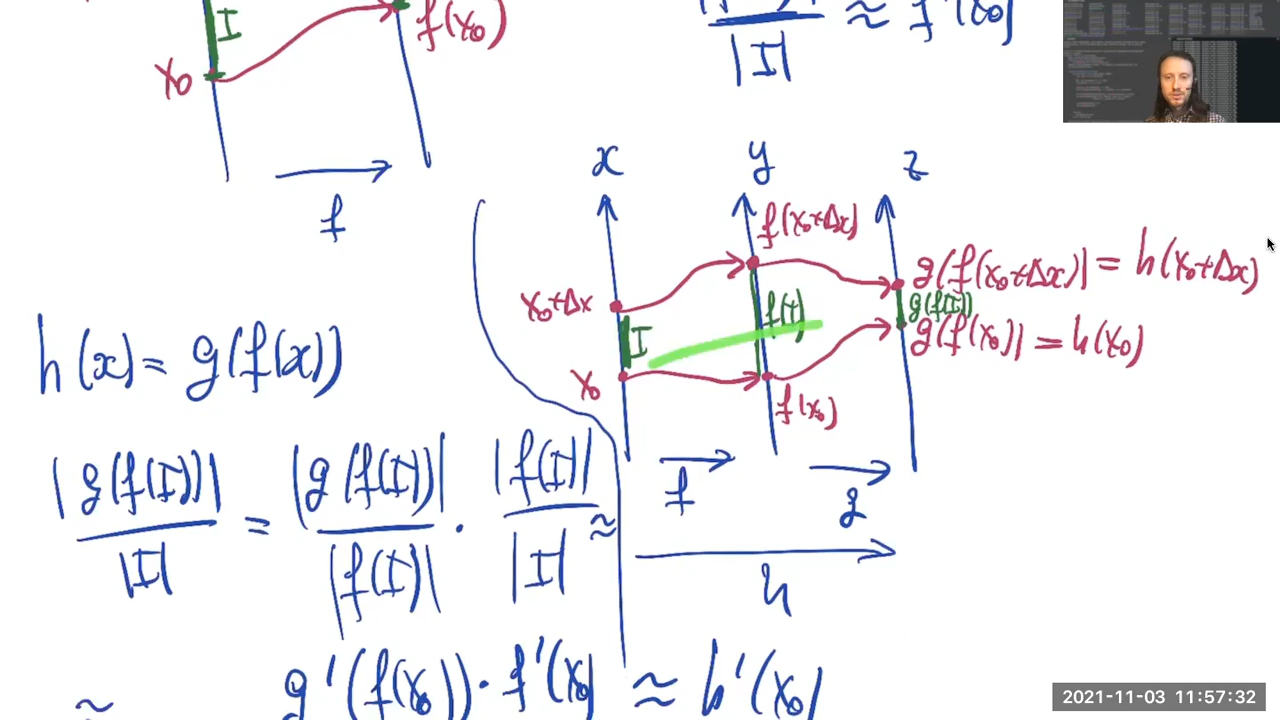 I
x₀
f(x₀)
f
|I|
≈ f'(x₀)
x y z
f(x₀+Δx)
x₀+Δx
g(f(x₀+Δx)) = h(x₀+Δx)
I
f(I)
g(f(I))
g(f(x₀)) = h(x₀)
x₀
f(x₀)
f
g
h
h(x) = g(f(x))
|g(f(I))| / |I| = |g(f(I))| / |f(I)| · |f(I)| / |I| ≈
≈ g'(f(x₀)) · f'(x₀) ≈ h'(x₀)
2021-11-03 11:57:32